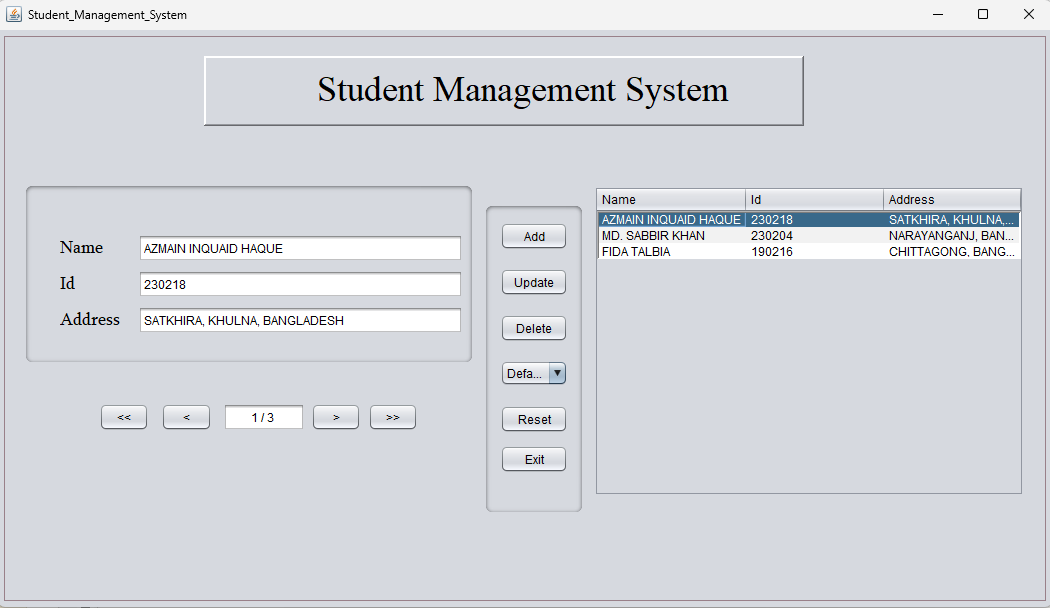 Student_Management_System
Student Management System
Name AZMAIN INQUAID HAQUE
Id 230218
Address SATKHIRA, KHULNA, BANGLADESH
<< < 1 / 3 > >>
Add
Update
Delete
Defa...
Reset
Exit
Name Id Address
AZMAIN INQUAID HAQUE 230218 SATKHIRA, KHULNA,...
MD. SABBIR KHAN 230204 NARAYANGANJ, BAN...
FIDA TALBIA 190216 CHITTAGONG, BANG...